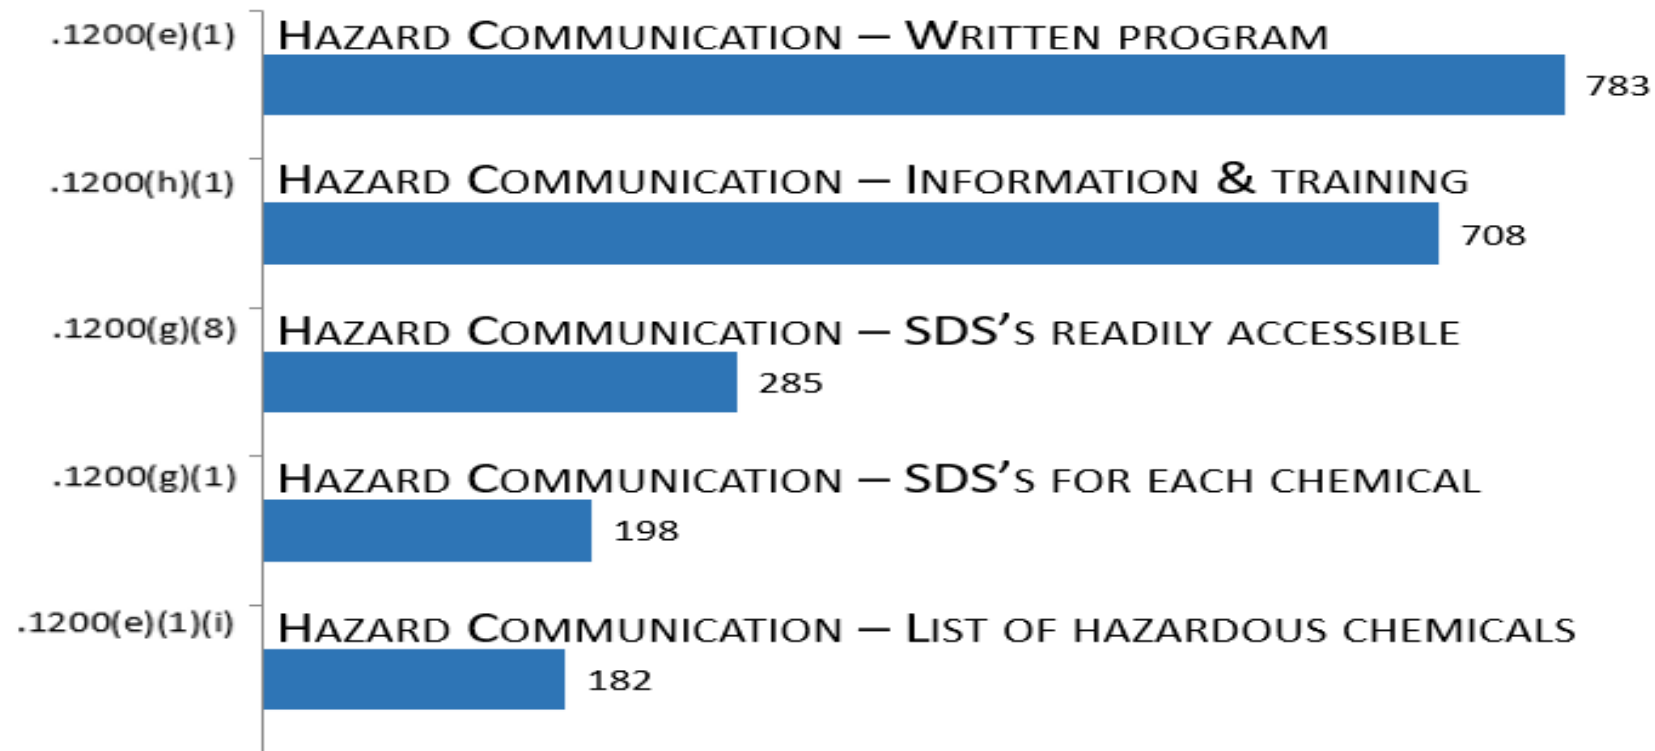 .1200(e)(1) HAZARD COMMUNICATION – WRITTEN PROGRAM
783
.1200(h)(1) HAZARD COMMUNICATION – INFORMATION & TRAINING
708
.1200(g)(8) HAZARD COMMUNICATION – SDS’S READILY ACCESSIBLE
285
.1200(g)(1) HAZARD COMMUNICATION – SDS’S FOR EACH CHEMICAL
198
.1200(e)(1)(i) HAZARD COMMUNICATION – LIST OF HAZARDOUS CHEMICALS
182